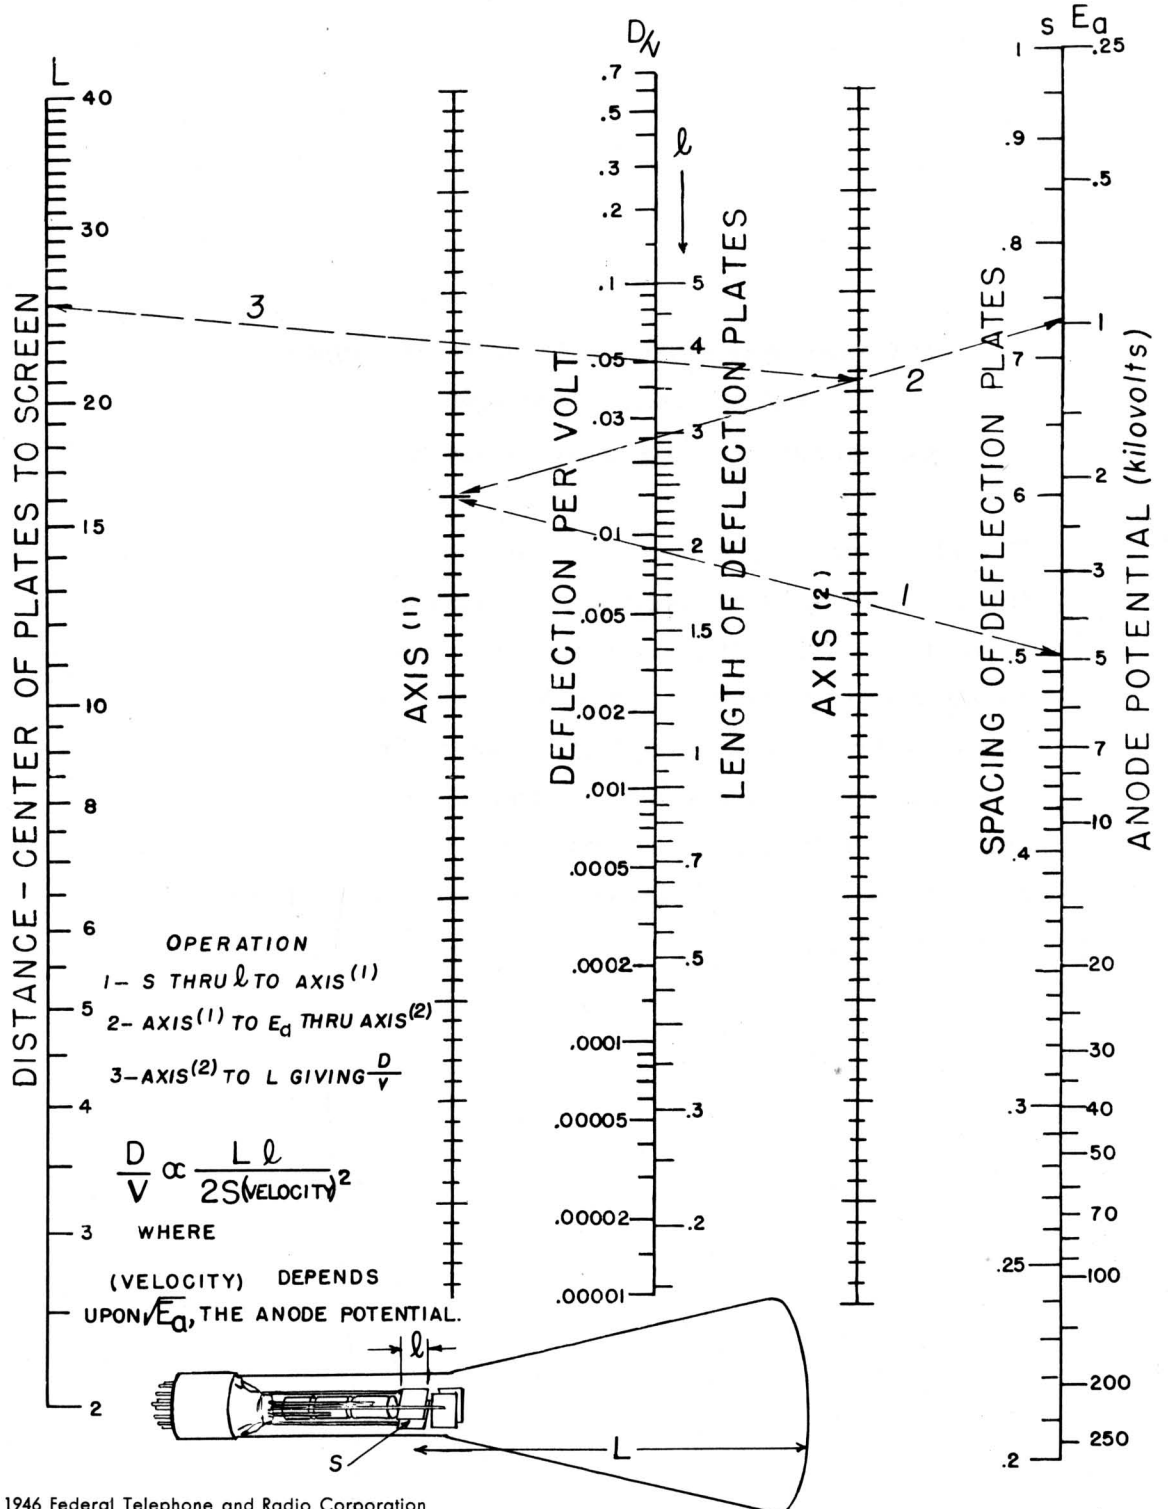 L
40
30
20
15
10
8
6
5
4
3
2
DISTANCE-CENTER OF PLATES TO SCREEN
3
AXIS (1)
D/V
.7
.5
.3
.2
.1
.05
.03
.01
.005
.002
.001
.0005
.0002
.0001
.00005
.00002
.00001
DEFLECTION PER VOLT
ℓ
5
4
3
2
1.5
1
.7
.5
.3
.2
LENGTH OF DEFLECTION PLATES
AXIS (2)
2
1
S
1
.9
.8
7
6
.5
.4
.3
.25
.2
SPACING OF DEFLECTION PLATES
Ea
.25
.5
1
2
3
5
7
10
20
30
40
50
70
100
200
250
ANODE POTENTIAL (kilovolts)
OPERATION
1- S THRU ℓ TO AXIS(1)
2- AXIS(1) TO Ea THRU AXIS(2)
3-AXIS(2) TO L GIVING D/V
D/V ∝ L ℓ / 2S(VELOCITY)²
WHERE
(VELOCITY) DEPENDS
UPON √Ea, THE ANODE POTENTIAL.
ℓ
S
L
1946 Federal Telephone and Radio Corporation